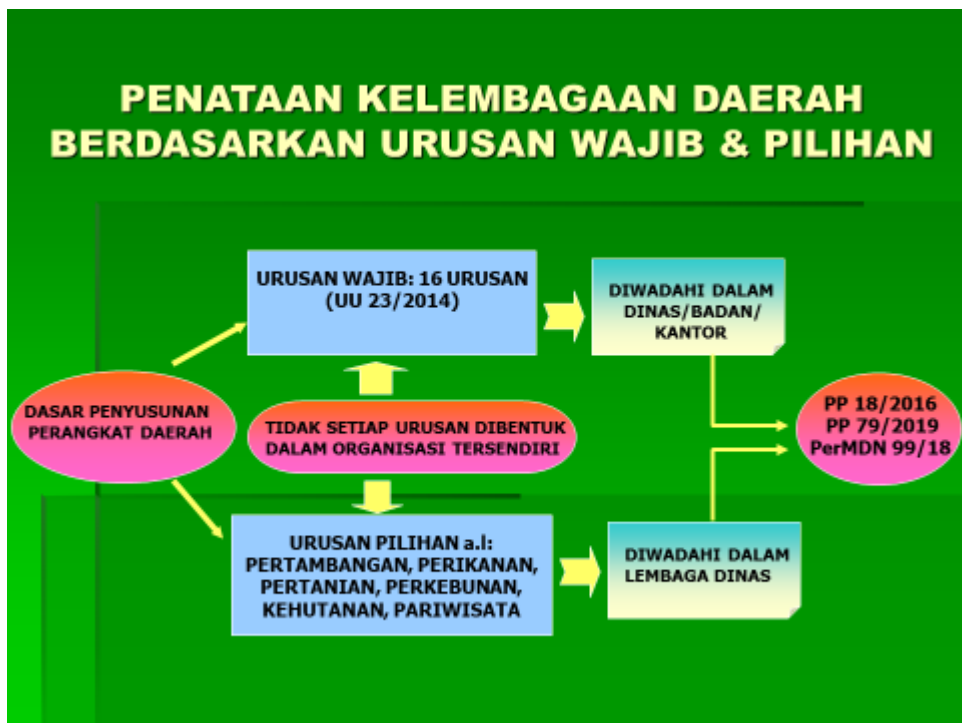 PENATAAN KELEMBAGAAN DAERAH
BERDASARKAN URUSAN WAJIB & PILIHAN
URUSAN WAJIB: 16 URUSAN
(UU 23/2014)
DIWADAHI DALAM
DINAS/BADAN/
KANTOR
DASAR PENYUSUNAN
PERANGKAT DAERAH
TIDAK SETIAP URUSAN DIBENTUK
DALAM ORGANISASI TERSENDIRI
PP 18/2016
PP 79/2019
PerMDN 99/18
URUSAN PILIHAN a.l:
PERTAMBANGAN, PERIKANAN,
PERTANIAN, PERKEBUNAN,
KEHUTANAN, PARIWISATA
DIWADAHI DALAM
LEMBAGA DINAS